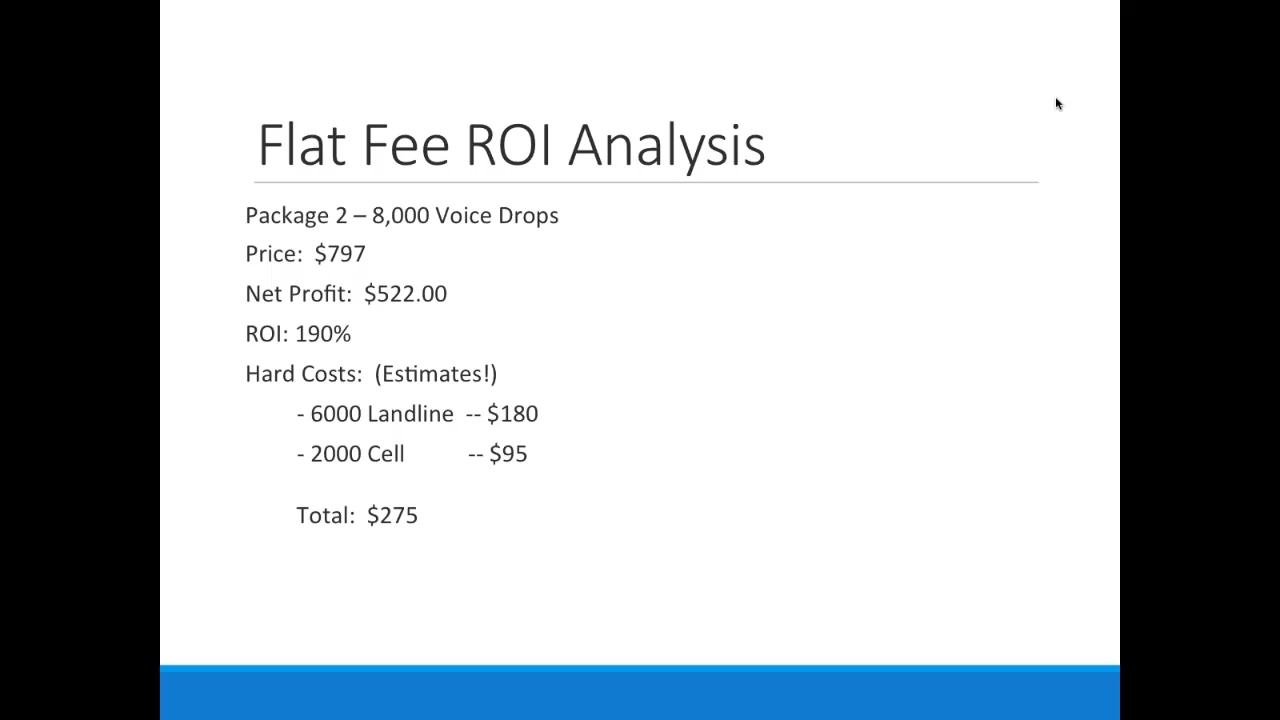 Flat Fee ROI Analysis
Package 2 – 8,000 Voice Drops
Price: $797
Net Profit: $522.00
ROI: 190%
Hard Costs: (Estimates!)
- 6000 Landline -- $180
- 2000 Cell -- $95
Total: $275